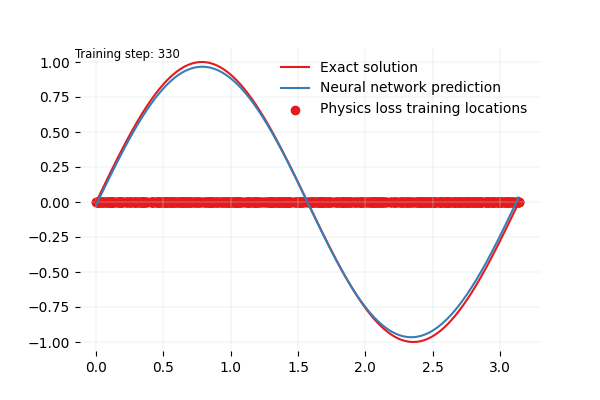 Training step: 330
Exact solution
Neural network prediction
Physics loss training locations
1.00
0.75
0.50
0.25
0.00
−0.25
−0.50
−0.75
−1.00
0.0 0.5 1.0 1.5 2.0 2.5 3.0